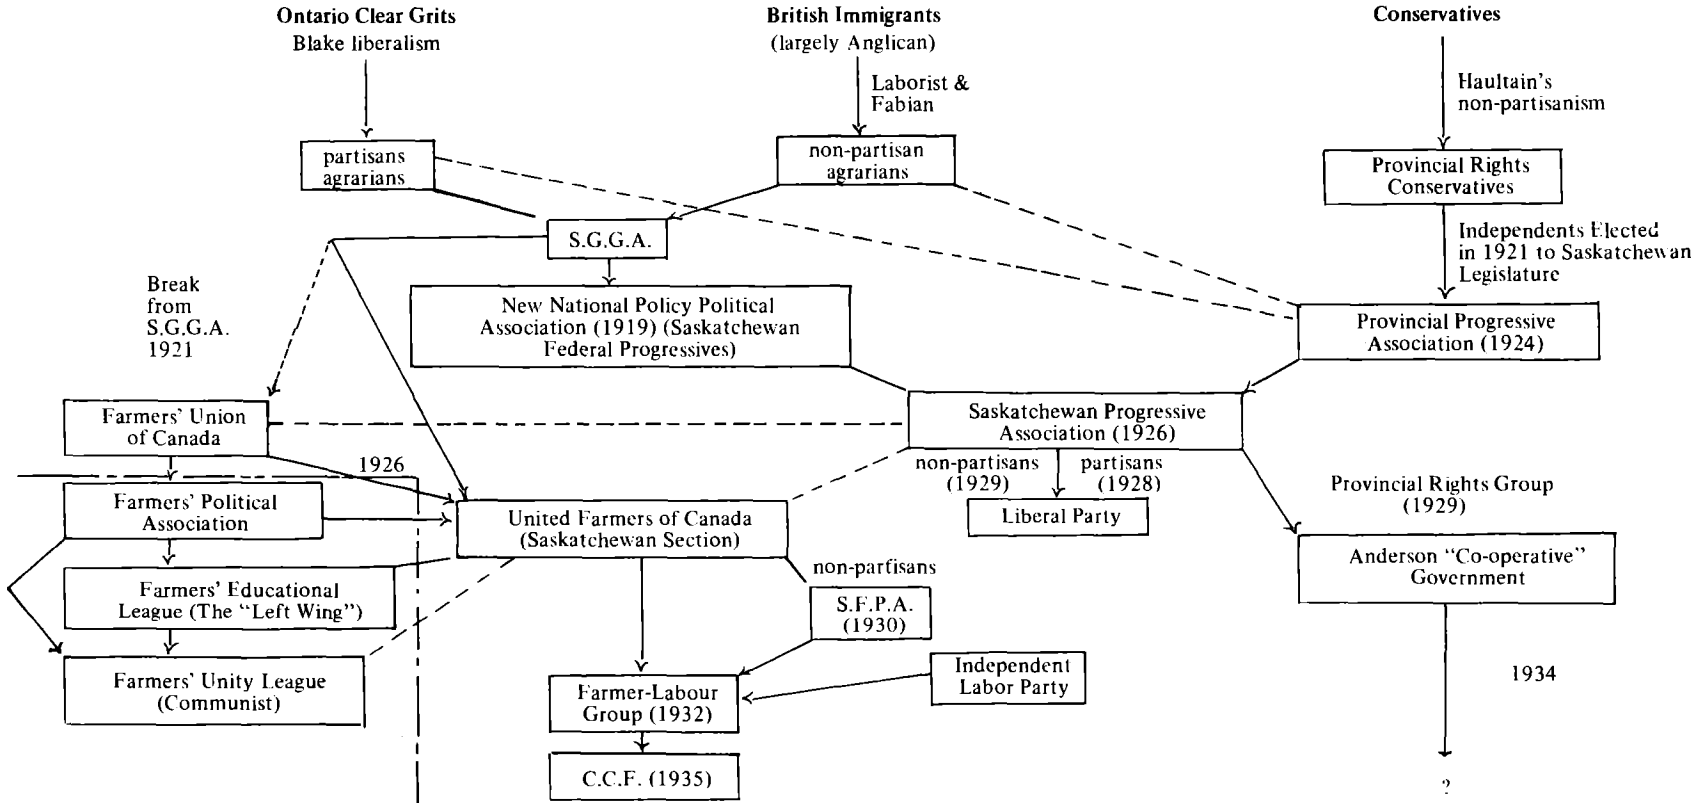 Ontario Clear Grits
Blake liberalism
British Immigrants
(largely Anglican)
Conservatives
Laborist &
Fabian
Haultain's
non-partisanism
partisans
agrarians
non-partisan
agrarians
Provincial Rights
Conservatives
S.G.G.A.
Independents Elected
in 1921 to Saskatchewan
Legislature
Break
from
S.G.G.A.
1921
New National Policy Political
Association (1919) (Saskatchewan
Federal Progressives)
Provincial Progressive
Association (1924)
Farmers' Union
of Canada
Saskatchewan Progressive
Association (1926)
1926
non-partisans
(1929)
partisans
(1928)
Provincial Rights Group
(1929)
Farmers' Political
Association
United Farmers of Canada
(Saskatchewan Section)
Liberal Party
Anderson “Co-operative”
Government
Farmers' Educational
League (The “Left Wing”)
non-partisans
S.F.P.A.
(1930)
Farmers' Unity League
(Communist)
Farmer-Labour
Group (1932)
Independent
Labor Party
1934
C.C.F. (1935)
?